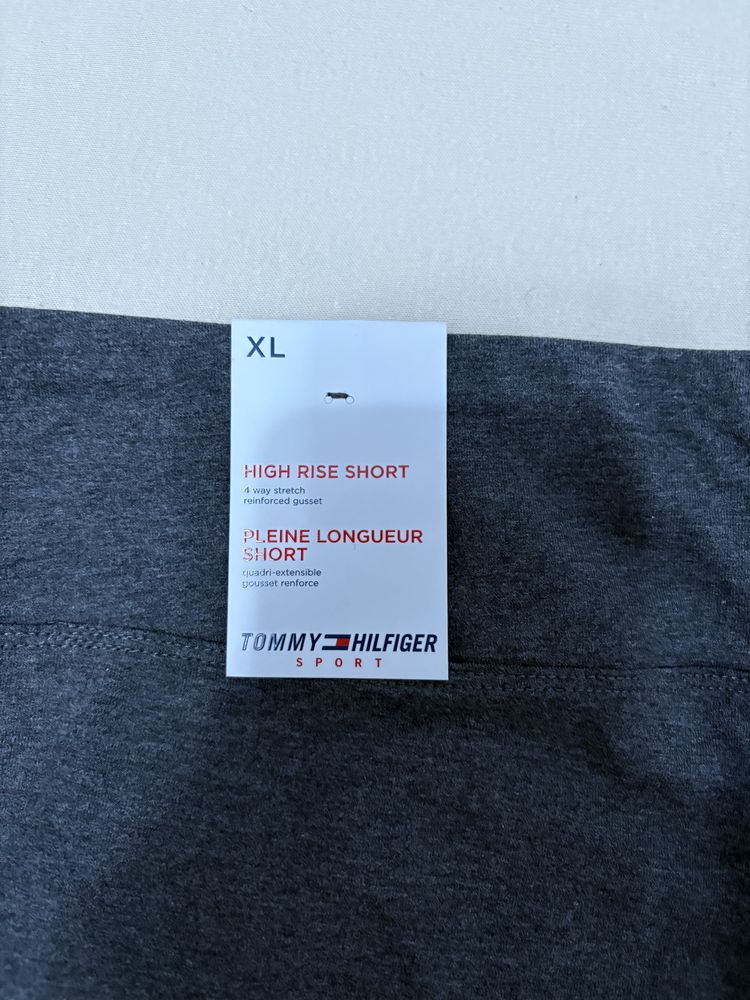 XL
HIGH RISE SHORT
4 way stretch
reinforced gusset
PLEINE LONGUEUR
SHORT
quadri-extensible
gousset renforce
TOMMY HILFIGER
SPORT